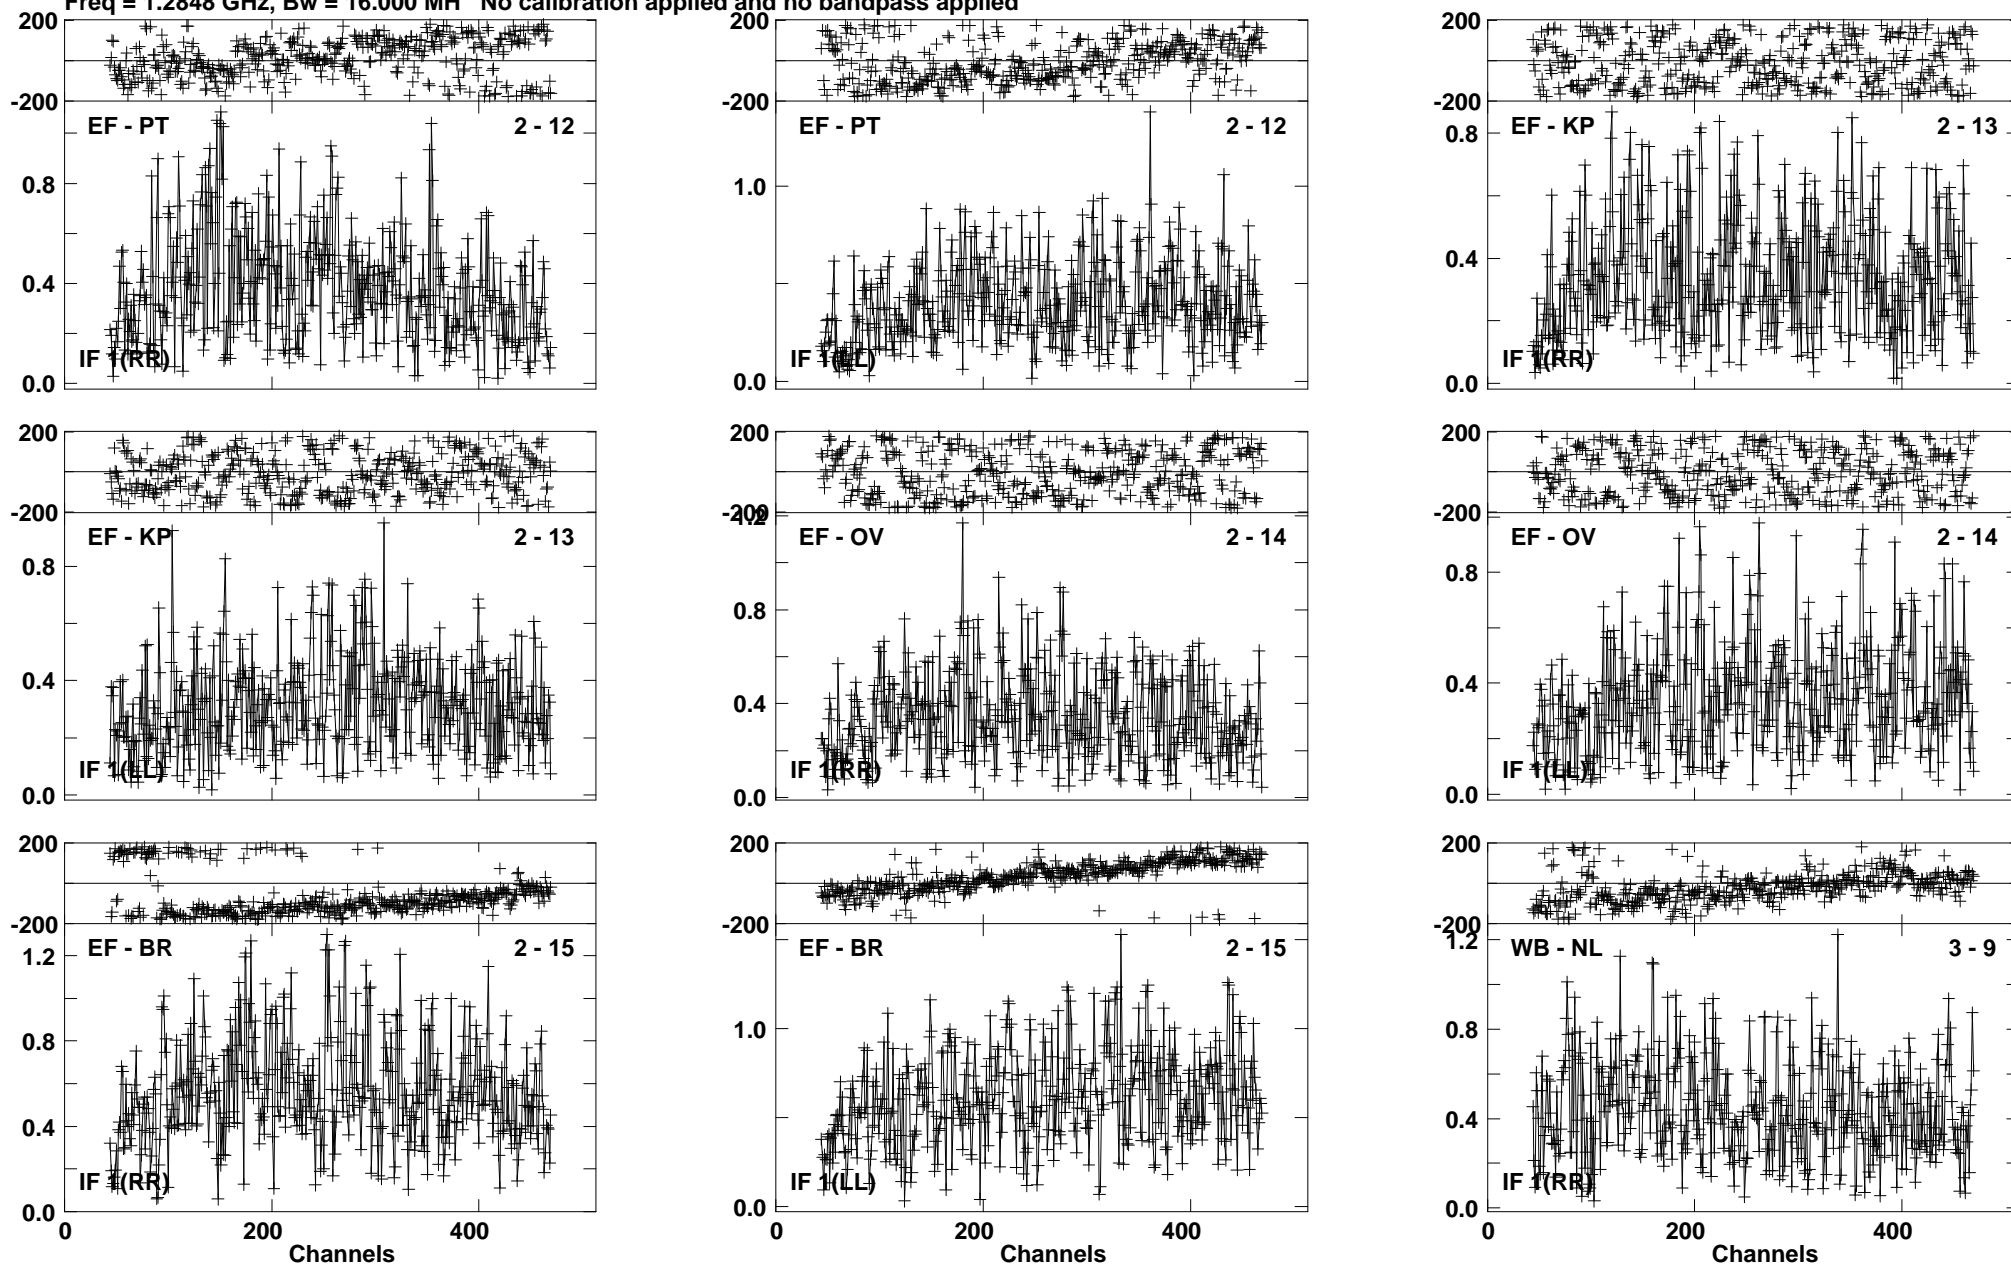 Freq = 1.2848 GHz, Bw = 16.000 MH No calibration applied and no bandpass applied
200 200 200
-200 -200 -200
EF - PT 2 - 12 EF - PT 2 - 12 EF - KP 2 - 13
0.8 1.0 0.8
0.4 0.4
IF 1(RR) IF 1(LL) IF 1(RR)
0.0 0.0 0.0
200 200 200
-200 -200 -200
1.2
EF - KP 2 - 13 EF - OV 2 - 14 EF - OV 2 - 14
0.8 0.8 0.8
0.4 0.4 0.4
IF 1(LL) IF 1(RR) IF 1(LL)
0.0 0.0 0.0
200 200 200
-200 -200 -200
EF - BR 2 - 15 EF - BR 2 - 15 WB - NL 3 - 9
1.2 1.2
0.8 1.0 0.8
0.4 0.4
IF 1(RR) IF 1(LL) IF 1(RR)
0.0 0.0 0.0
0 200 400 0 200 400 0 200 400
Channels Channels Channels